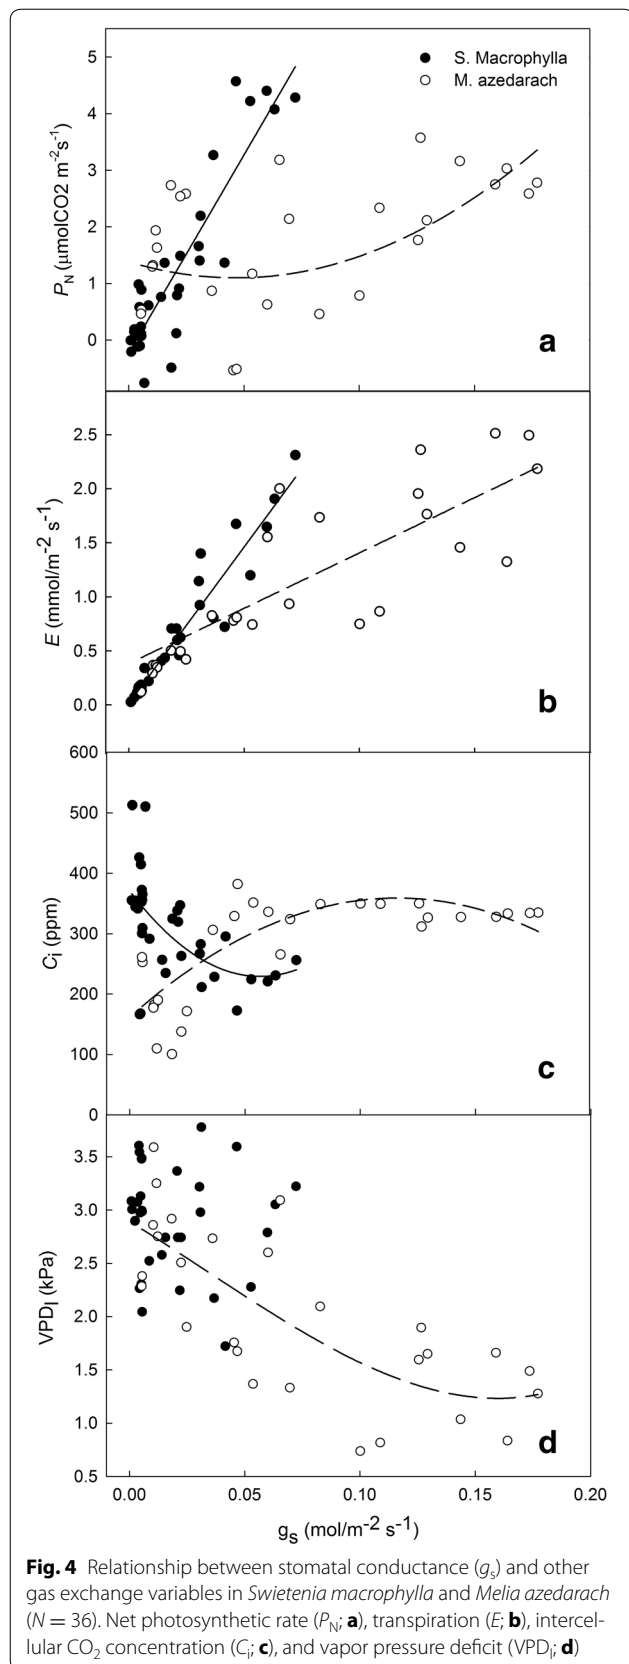 5
4
3
2
1
0
P_N (μmolCO2 m⁻²s⁻¹)
S. Macrophylla
M. azedarach
a
2.5
2.0
1.5
1.0
0.5
0.0
E (mmol/m⁻² s⁻¹)
b
600
500
400
300
200
100
0
C_i (ppm)
c
3.5
3.0
2.5
2.0
1.5
1.0
0.5
VPD_l (kPa)
d
0.00 0.05 0.10 0.15 0.20
g_s (mol/m⁻² s⁻¹)
Fig. 4 Relationship between stomatal conductance (g_s) and other
gas exchange variables in Swietenia macrophylla and Melia azedarach
(N = 36). Net photosynthetic rate (P_N; a), transpiration (E; b), intercel-
lular CO₂ concentration (C_i; c), and vapor pressure deficit (VPD_l; d)